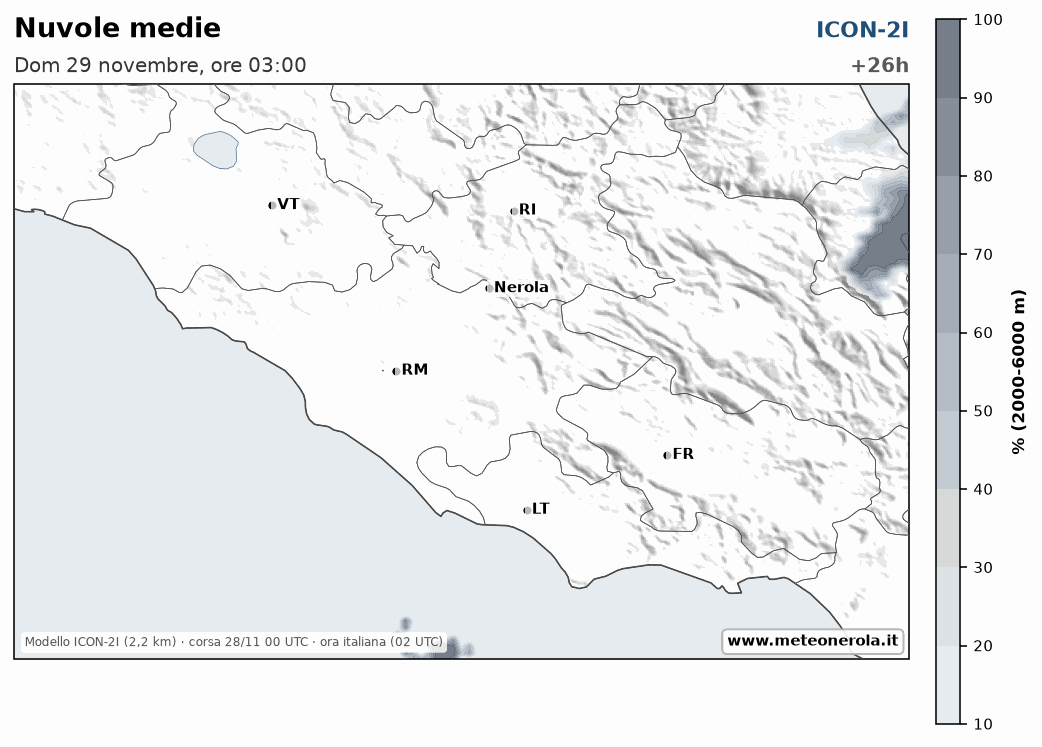 Nuvole medie
ICON-2I
Dom 29 novembre, ore 03:00
+26h
VT
RI
Nerola
RM
FR
LT
Modello ICON-2I (2,2 km) · corsa 28/11 00 UTC · ora italiana (02 UTC)
www.meteonerola.it
100
90
80
70
60
50
40
30
20
10
% (2000-6000 m)